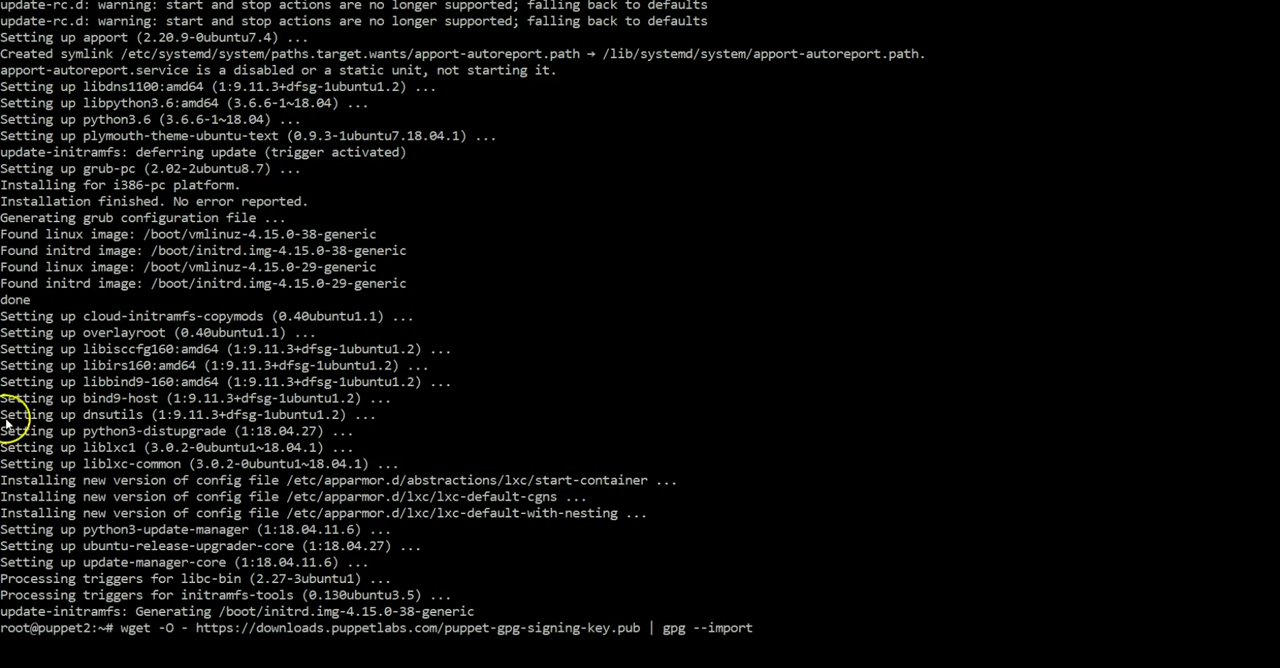 update-rc.d: warning: start and stop actions are no longer supported; falling back to defaults
update-rc.d: warning: start and stop actions are no longer supported; falling back to defaults
Setting up apport (2.20.9-0ubuntu7.4) ...
Created symlink /etc/systemd/system/paths.target.wants/apport-autoreport.path → /lib/systemd/system/apport-autoreport.path.
apport-autoreport.service is a disabled or a static unit, not starting it.
Setting up libdns1100:amd64 (1:9.11.3+dfsg-1ubuntu1.2) ...
Setting up libpython3.6:amd64 (3.6.6-1~18.04) ...
Setting up python3.6 (3.6.6-1~18.04) ...
Setting up plymouth-theme-ubuntu-text (0.9.3-1ubuntu7.18.04.1) ...
update-initramfs: deferring update (trigger activated)
Setting up grub-pc (2.02-2ubuntu8.7) ...
Installing for i386-pc platform.
Installation finished. No error reported.
Generating grub configuration file ...
Found linux image: /boot/vmlinuz-4.15.0-38-generic
Found initrd image: /boot/initrd.img-4.15.0-38-generic
Found linux image: /boot/vmlinuz-4.15.0-29-generic
Found initrd image: /boot/initrd.img-4.15.0-29-generic
done
Setting up cloud-initramfs-copymods (0.40ubuntu1.1) ...
Setting up overlayroot (0.40ubuntu1.1) ...
Setting up libisccfg160:amd64 (1:9.11.3+dfsg-1ubuntu1.2) ...
Setting up libirs160:amd64 (1:9.11.3+dfsg-1ubuntu1.2) ...
Setting up libbind9-160:amd64 (1:9.11.3+dfsg-1ubuntu1.2) ...
Setting up bind9-host (1:9.11.3+dfsg-1ubuntu1.2) ...
Setting up dnsutils (1:9.11.3+dfsg-1ubuntu1.2) ...
Setting up python3-distupgrade (1:18.04.27) ...
Setting up liblxc1 (3.0.2-0ubuntu1~18.04.1) ...
Setting up liblxc-common (3.0.2-0ubuntu1~18.04.1) ...
Installing new version of config file /etc/apparmor.d/abstractions/lxc/start-container ...
Installing new version of config file /etc/apparmor.d/lxc/lxc-default-cgns ...
Installing new version of config file /etc/apparmor.d/lxc/lxc-default-with-nesting ...
Setting up python3-update-manager (1:18.04.11.6) ...
Setting up ubuntu-release-upgrader-core (1:18.04.27) ...
Setting up update-manager-core (1:18.04.11.6) ...
Processing triggers for libc-bin (2.27-3ubuntu1) ...
Processing triggers for initramfs-tools (0.130ubuntu3.5) ...
update-initramfs: Generating /boot/initrd.img-4.15.0-38-generic
root@puppet2:~# wget -O - https://downloads.puppetlabs.com/puppet-gpg-signing-key.pub | gpg --import